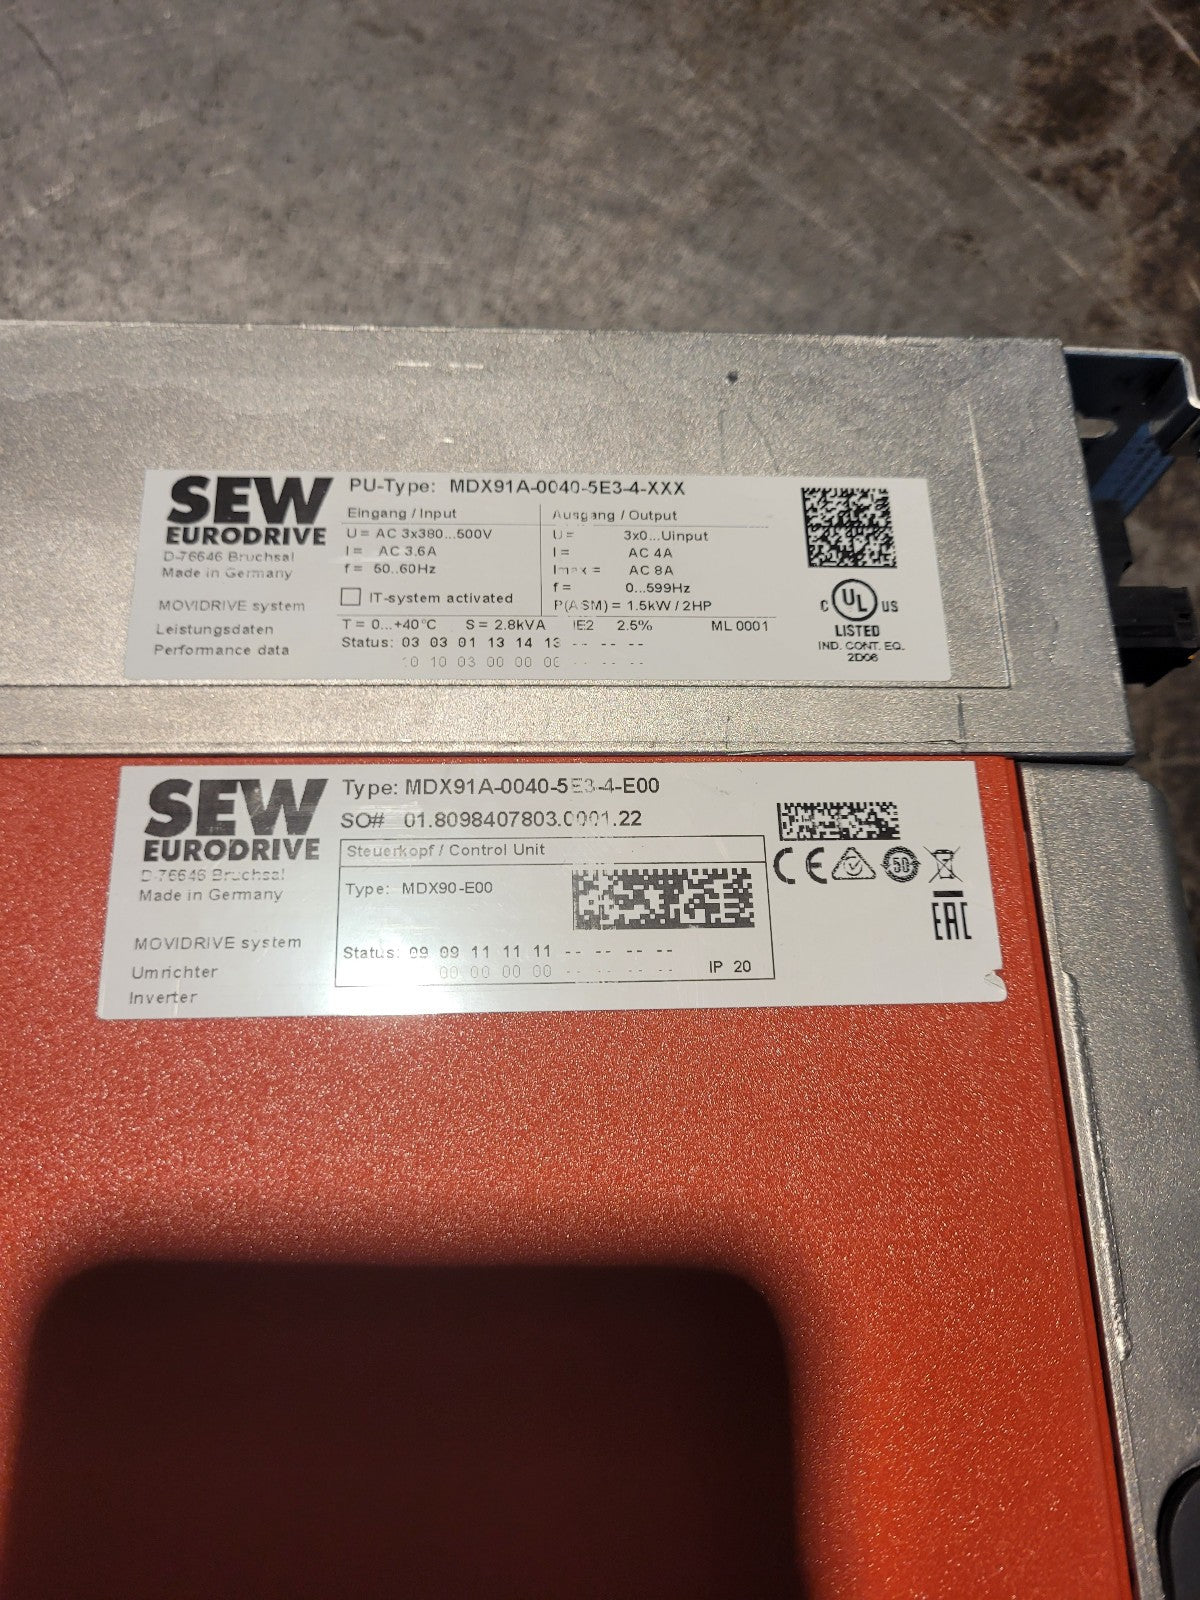 SEW
EURODRIVE
D-76646 Bruchsal
Made in Germany
MOVIDRIVE system
Leistungsdaten
Performance data
PU-Type: MDX91A-0040-5E3-4-XXX
Eingang / Input
U = AC 3x380...500V
I = AC 3.6A
f = 50..60Hz
IT-system activated
Ausgang / Output
U = 3x0...Uinput
I = AC 4A
Imax = AC 8A
f = 0...599Hz
P(ASM) = 1.5kW / 2HP
T = 0...+40°C S = 2.8kVA IE2 2.5% ML 0001
Status: 03 03 01 13 14 13 -- -- --
10 10 03 00 00 00 -- -- --
C UL US
LISTED
IND. CONT. EQ.
2D06
SEW
EURODRIVE
D-76646 Bruchsal
Made in Germany
MOVIDRIVE system
Umrichter
Inverter
Type: MDX91A-0040-5E3-4-E00
SO# 01.8098407803.0001.22
Steuerkopf / Control Unit
Type: MDX90-E00
Status: 09 09 11 11 11 -- -- -- --
00 00 00 00 -- -- -- --
IP 20
CE
50
EAC